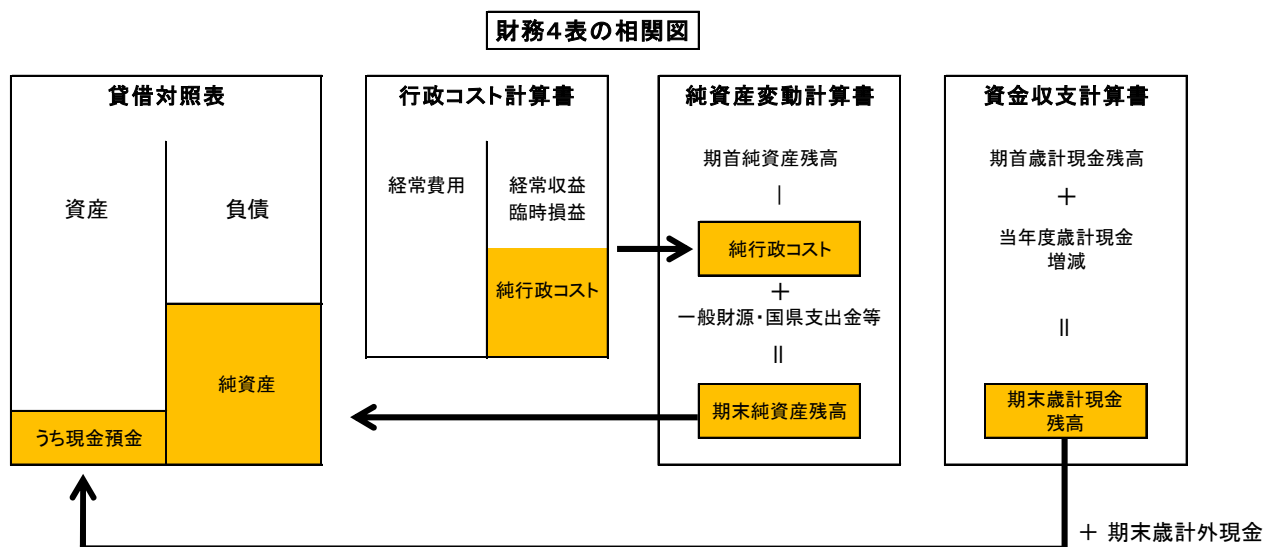 財務4表の相関図
貸借対照表
資産
負債
純資産
うち現金預金
行政コスト計算書
経常費用
経常収益
臨時損益
純行政コスト
純資産変動計算書
期首純資産残高
－
純行政コスト
＋
一般財源・国県支出金等
＝
期末純資産残高
資金収支計算書
期首歳計現金残高
＋
当年度歳計現金
増減
＝
期末歳計現金
残高
＋ 期末歳計外現金